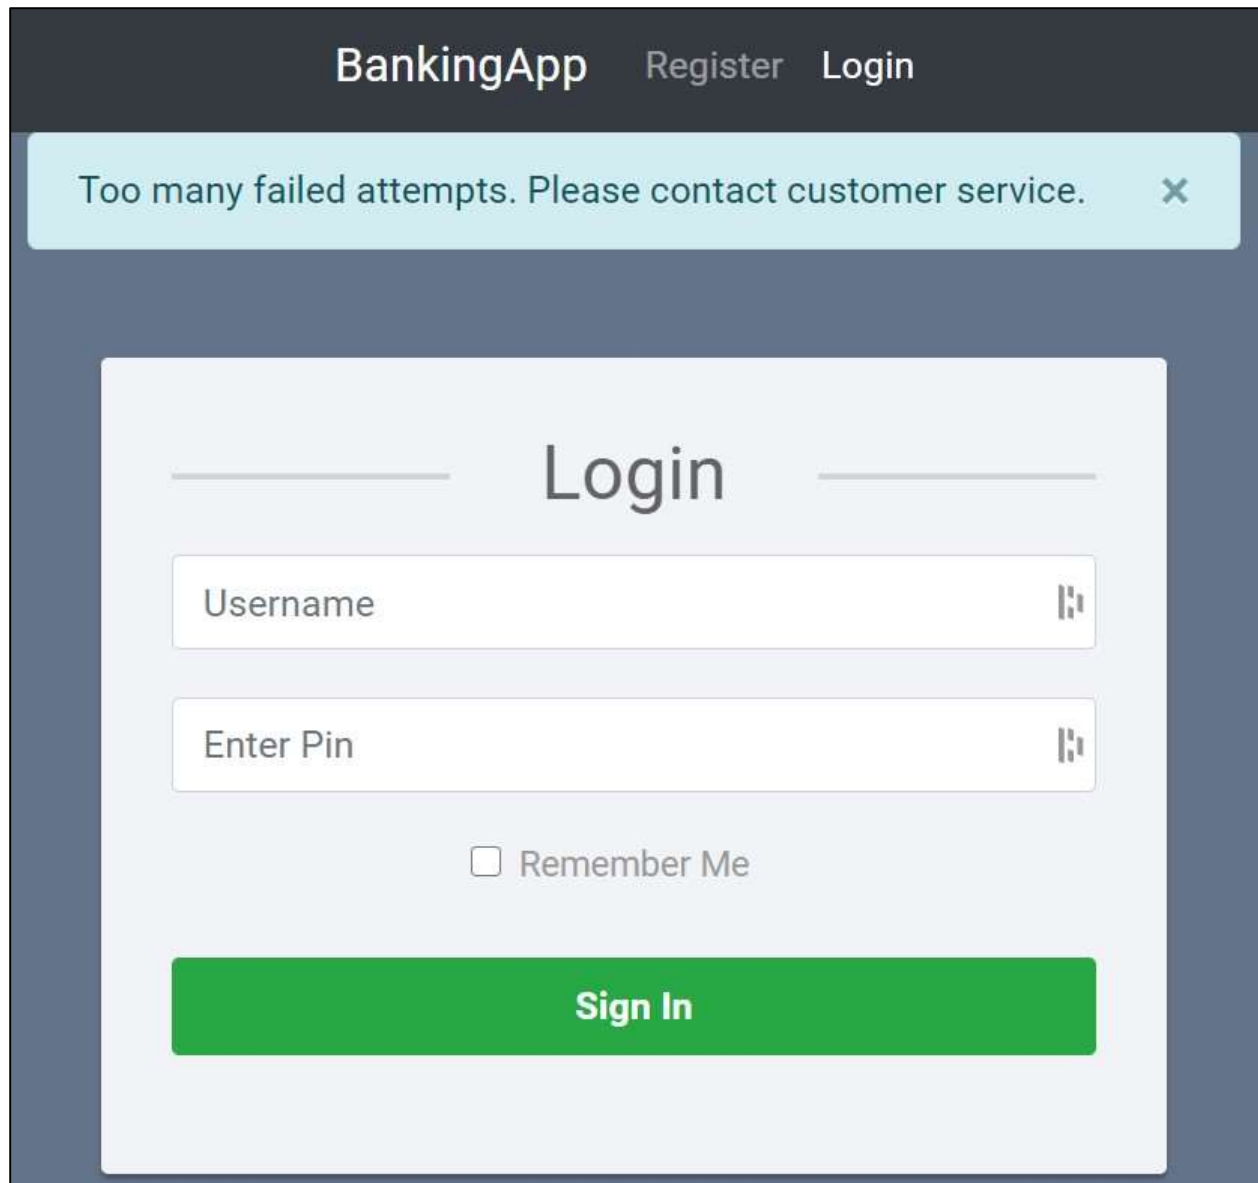 BankingApp Register Login
Too many failed attempts. Please contact customer service. ×
Login
Username
Enter Pin
Remember Me
Sign In